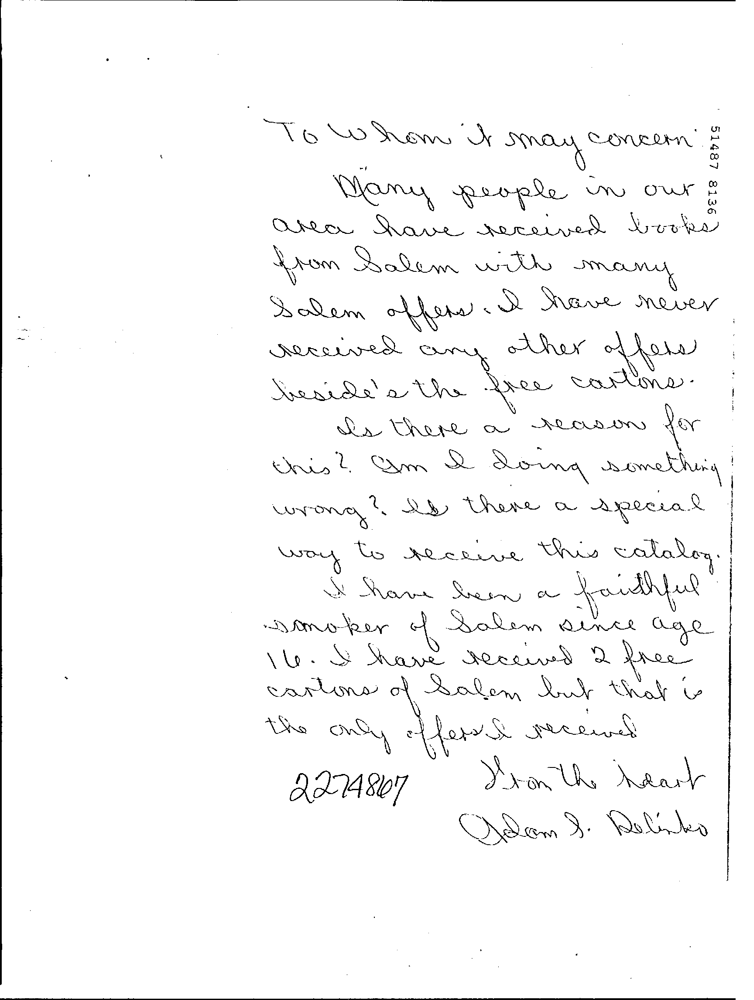 To Whom it may concern
51487 8136
Many people in our
area have received books
from Salem with many
Salem offers. I have never
received any other offers
beside's the free cartons.
Is there a reason for
this? Am I doing something
wrong? Is there a special
way to receive this catalog.
I have been a faithful
smoker of Salem since age
16. I have received 2 free
cartons of Salem but that is
the only offers I received
From the heart
2274867
Adam S. Dolinko